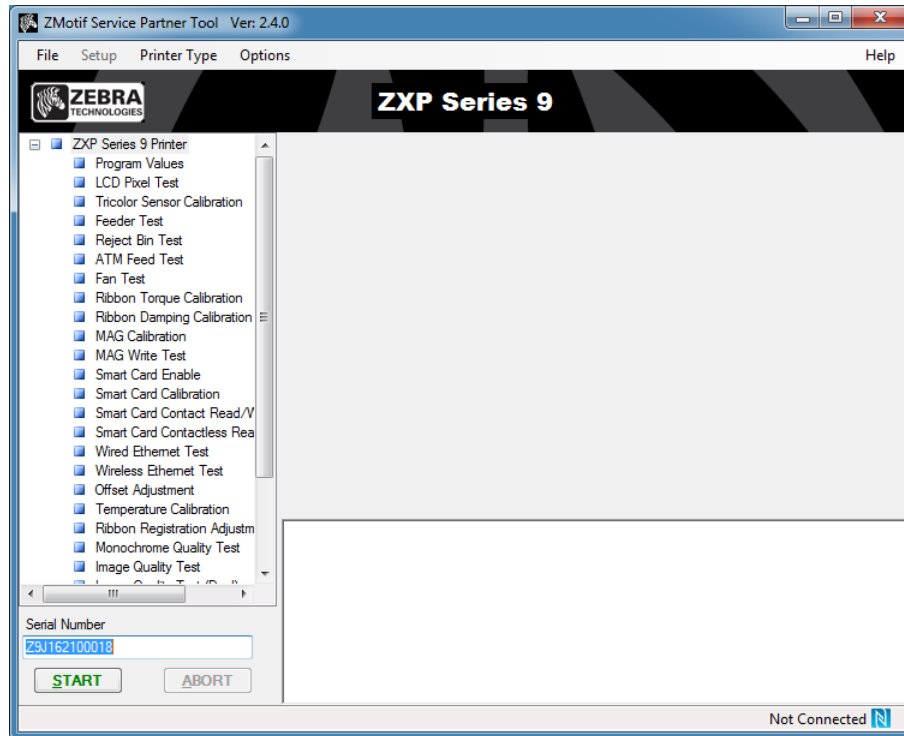 ZMotif Service Partner Tool Ver: 2.4.0
File Setup Printer Type Options Help
ZEBRA
TECHNOLOGIES
ZXP Series 9
ZXP Series 9 Printer
Program Values
LCD Pixel Test
Tricolor Sensor Calibration
Feeder Test
Reject Bin Test
ATM Feed Test
Fan Test
Ribbon Torque Calibration
Ribbon Damping Calibration
MAG Calibration
MAG Write Test
Smart Card Enable
Smart Card Calibration
Smart Card Contact Read/W
Smart Card Contactless Rea
Wired Ethernet Test
Wireless Ethernet Test
Offset Adjustment
Temperature Calibration
Ribbon Registration Adjustm
Monochrome Quality Test
Image Quality Test
Serial Number
Z9J162100018
START ABORT
Not Connected